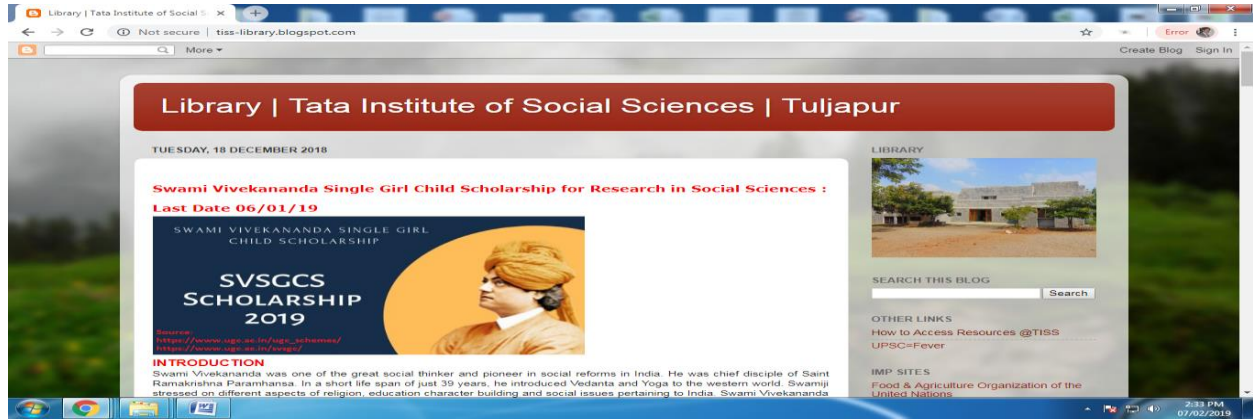 Library | Tata Institute of Social S
Not secure | tiss-library.blogspot.com
Error
More
Create Blog Sign In
Library | Tata Institute of Social Sciences | Tuljapur
TUESDAY, 18 DECEMBER 2018
Swami Vivekananda Single Girl Child Scholarship for Research in Social Sciences :
Last Date 06/01/19
SWAMI VIVEKANANDA SINGLE GIRL
CHILD SCHOLARSHIP
SVSGCS
SCHOLARSHIP
2019
Source:
https://www.ugc.ac.in/ugc_schemes/
https://www.ugc.ac.in/svsgc/
INTRODUCTION
Swami Vivekananda was one of the great social thinker and pioneer in social reforms in India. He was chief disciple of Saint
Ramakrishna Paramhansa. In a short life span of just 39 years, he introduced Vedanta and Yoga to the western world. Swamiji
stressed on different aspects of religion, education character building and social issues pertaining to India. Swami Vivekananda
LIBRARY
SEARCH THIS BLOG
Search
OTHER LINKS
How to Access Resources @TISS
UPSC=Fever
IMP SITES
Food & Agriculture Organization of the
United Nations
2:33 PM
07/02/2019